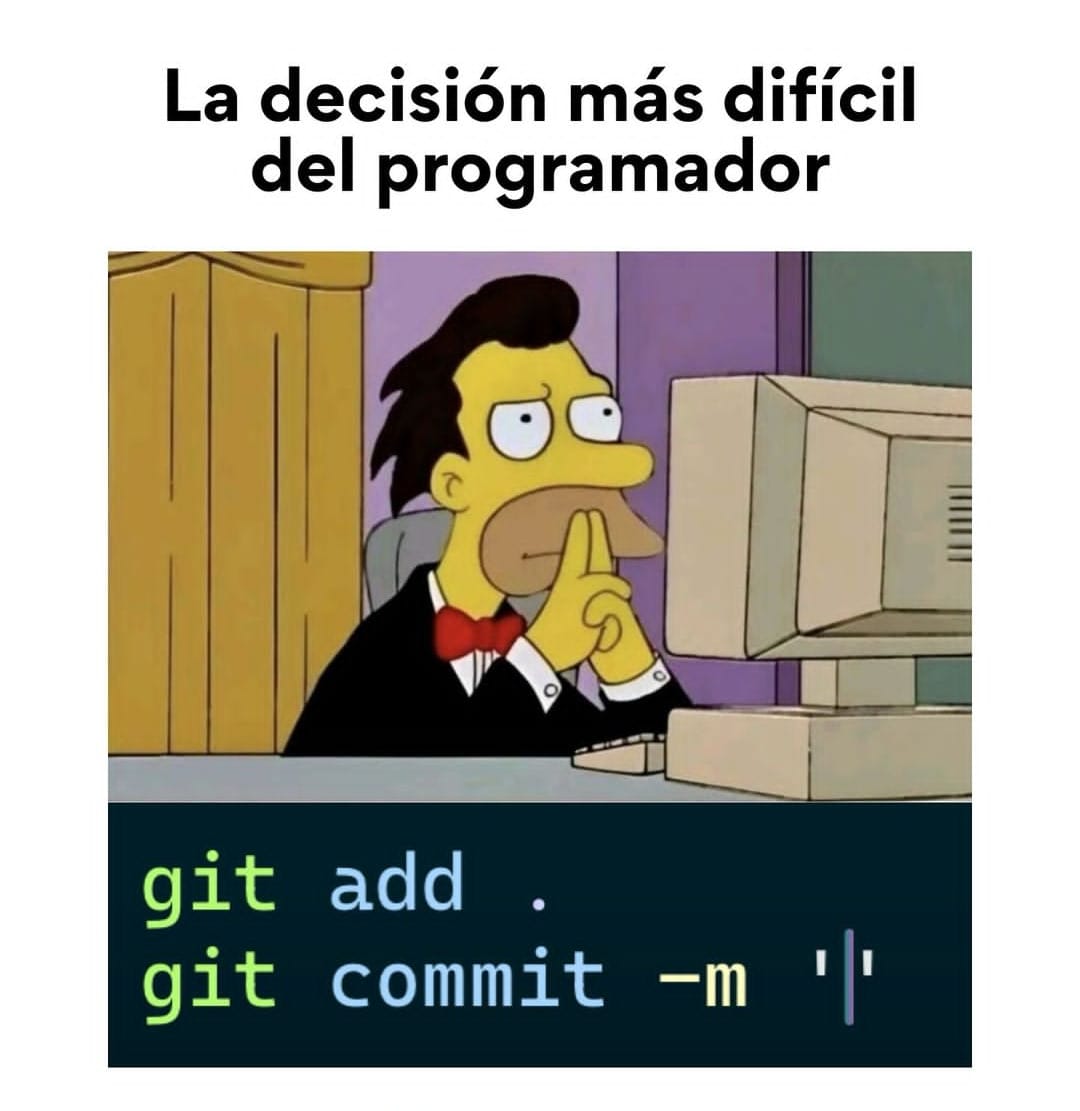 La decisión más difícil
del programador
git add .
git commit -m ''